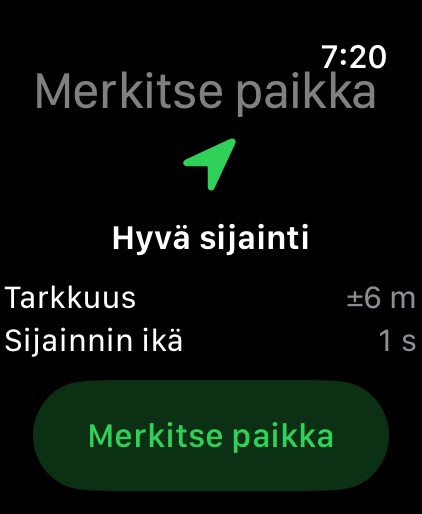 7:20
Merkitse paikka
Hyvä sijainti
Tarkkuus ±6 m
Sijainnin ikä 1 s
Merkitse paikka